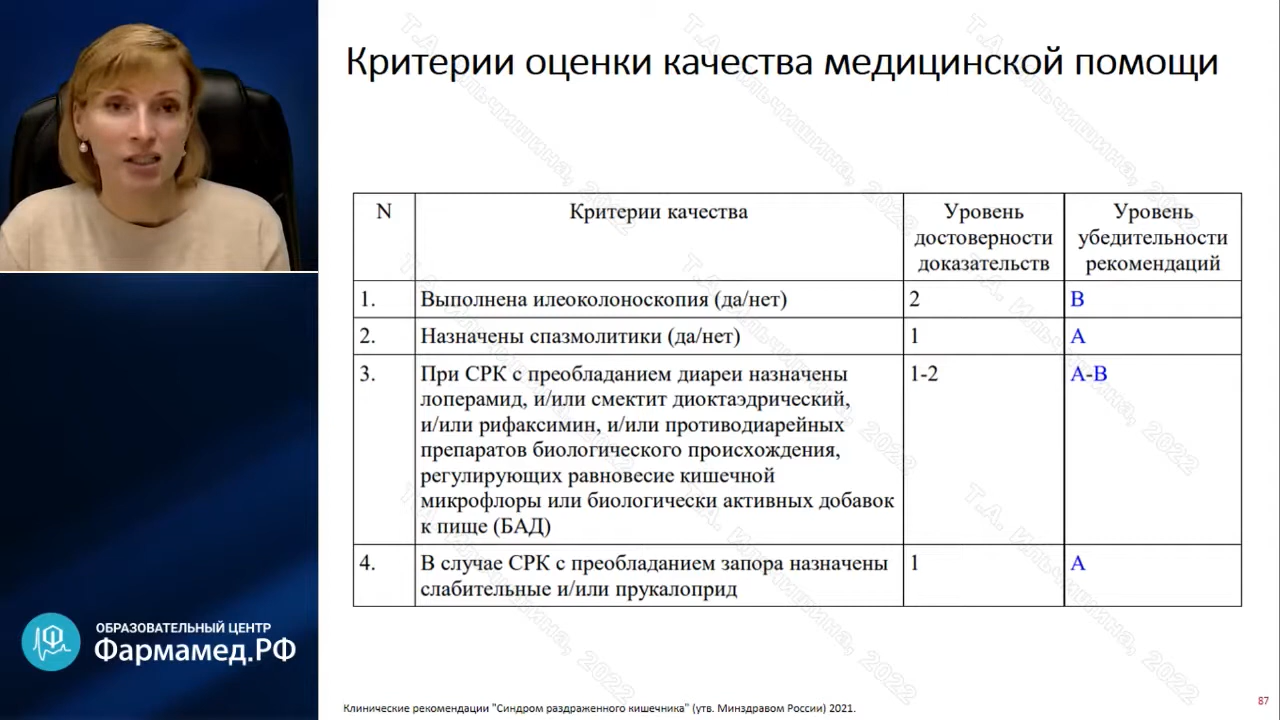 Критерии оценки качества медицинской помощи
N
Критерии качества
Уровень
достоверности
доказательств
Уровень
убедительности
рекомендаций
1.
Выполнена илеоколоноскопия (да/нет)
2
B
2.
Назначены спазмолитики (да/нет)
1
A
3.
При СРК с преобладанием диареи назначены
лоперамид, и/или смектит диоктаэдрический,
и/или рифаксимин, и/или противодиарейных
препаратов биологического происхождения,
регулирующих равновесие кишечной
микрофлоры или биологически активных добавок
к пище (БАД)
1-2
A-B
4.
В случае СРК с преобладанием запора назначены
слабительные и/или прукалоприд
1
A
ОБРАЗОВАТЕЛЬНЫЙ ЦЕНТР
Фармамед.РФ
Клинические рекомендации "Синдром раздраженного кишечника" (утв. Минздравом России) 2021.
87
Т.А. Ильчишина, 2022